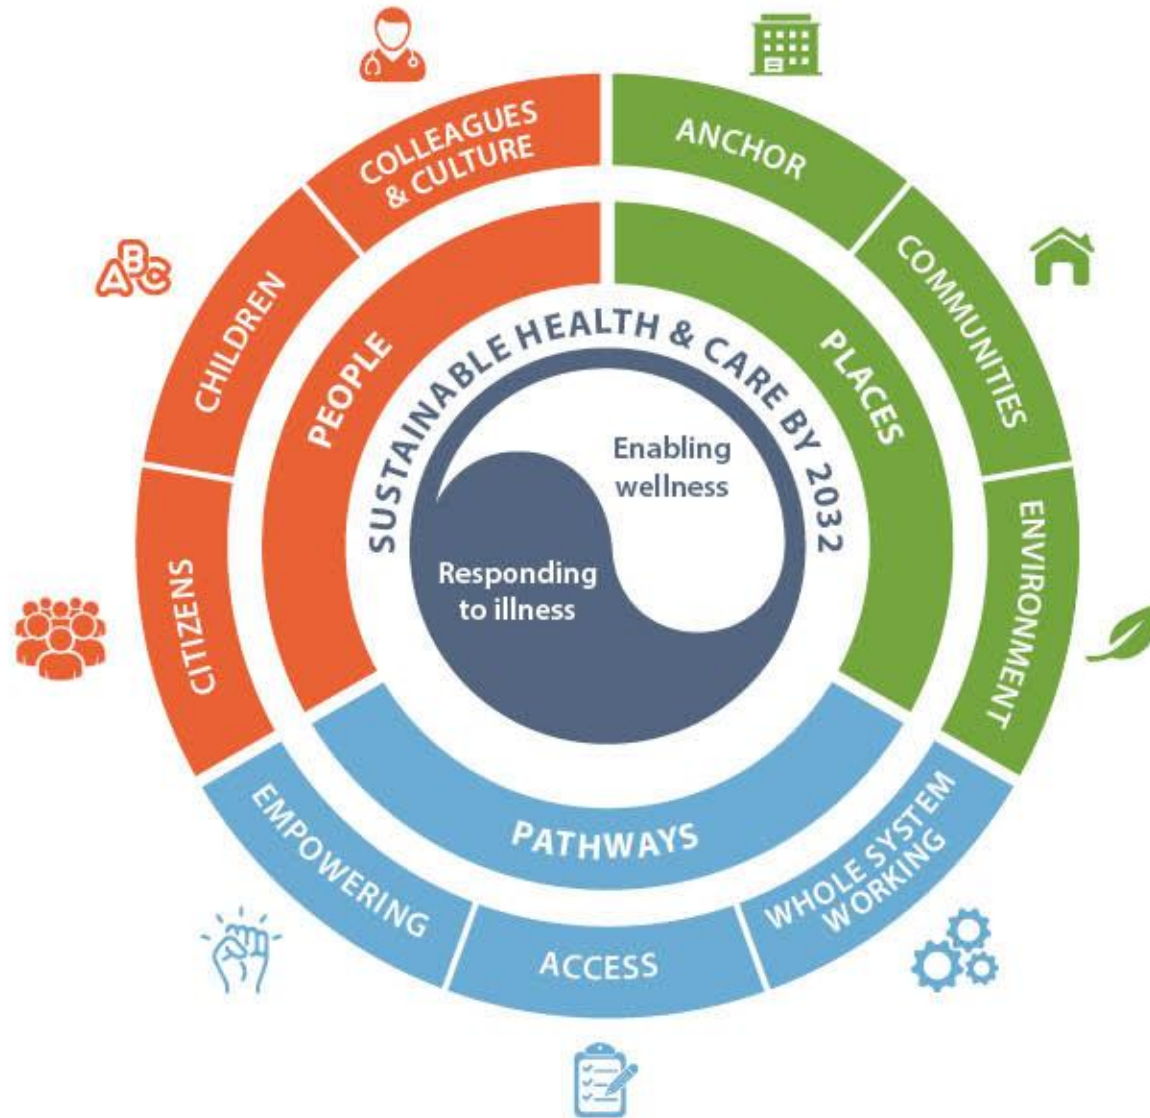 COLLEAGUES
& CULTURE
ANCHOR
CHILDREN
COMMUNITIES
ABC
PEOPLE
PLACES
SUSTAINABLE HEALTH & CARE BY 2032
Enabling
wellness
Responding
to illness
CITIZENS
ENVIRONMENT
PATHWAYS
EMPOWERING
ACCESS
WHOLE SYSTEM
WORKING